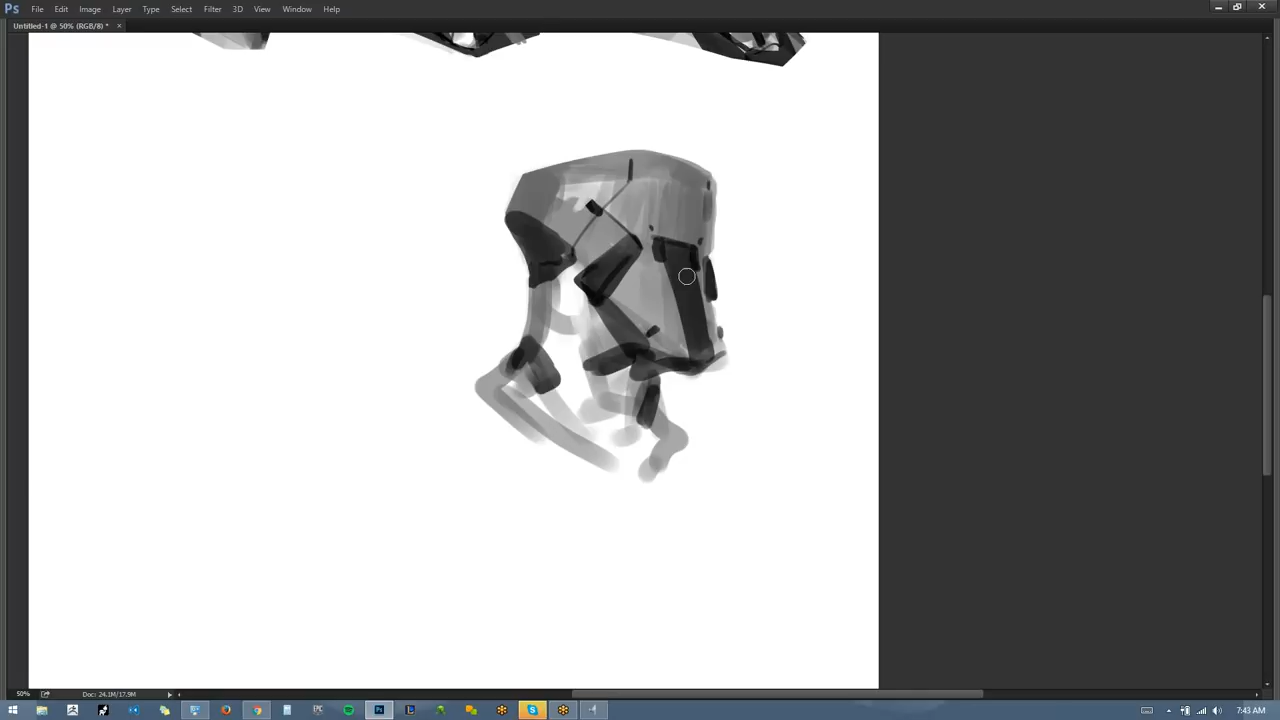 Ps File Edit Image Layer Type Select Filter 3D View Window Help
Untitled-1 @ 50% (RGB/8) * ×
50% Doc: 24.1M/17.9M
7:43 AM